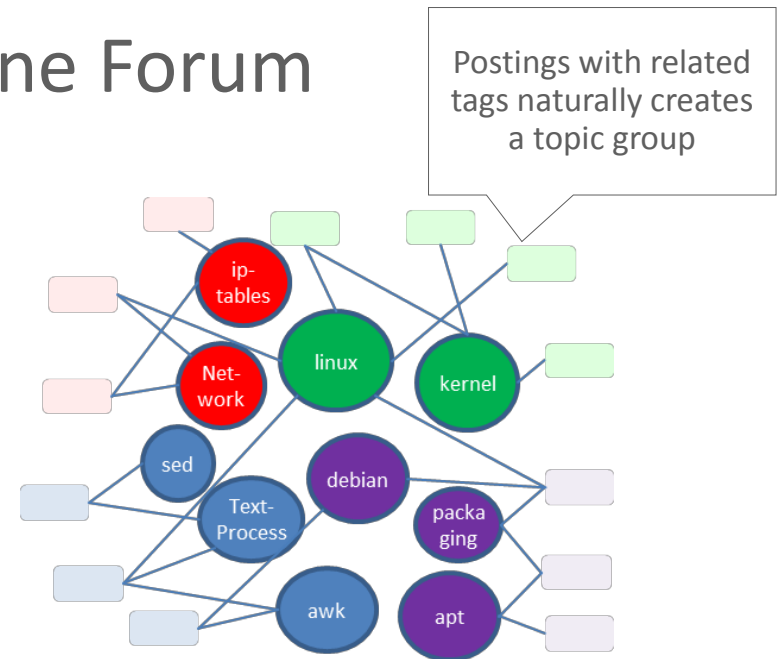 ne Forum
Postings with related
tags naturally creates
a topic group
ip-
tables
linux
Net-
work
kernel
sed
debian
Text-
Process
packa
ging
awk
apt